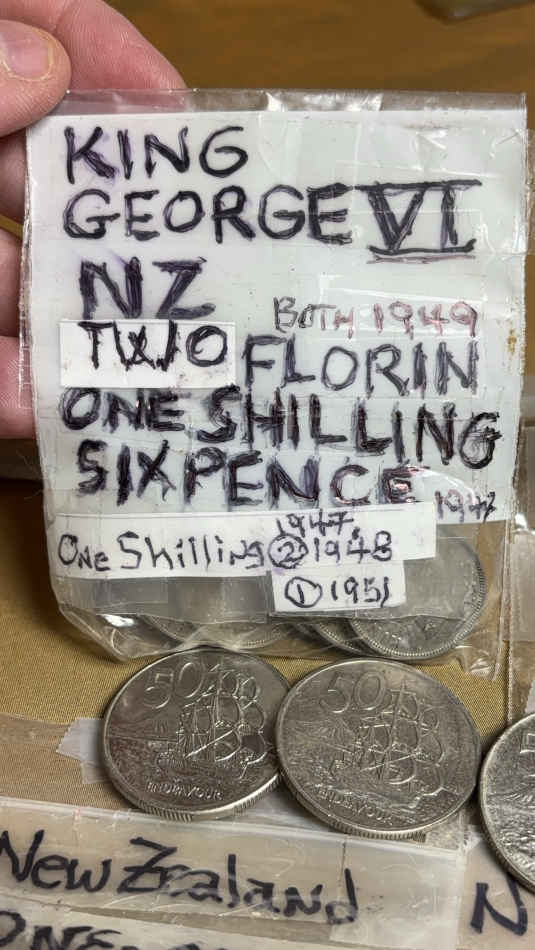 KING
GEORGE VI
NZ
BOTH 1949
TWO FLORIN
ONE SHILLING
SIXPENCE 1947
1947
One Shilling ② 1948
① 1951
50
ENDEAVOUR
50
ENDEAVOUR
New Zealand
N
ONE